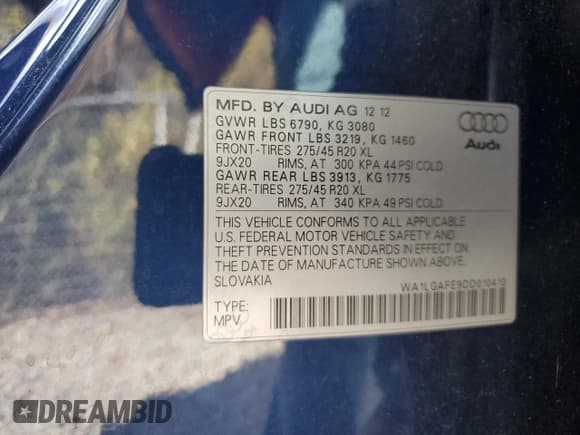 MFD. BY AUDI AG 12 12
GVWR LBS 6790, KG 3080
GAWR FRONT LBS 3219, KG 1460
FRONT-TIRES 275/45 R20 XL
9JX20 RIMS, AT 300 KPA 44 PSI COLD
GAWR REAR LBS 3913, KG 1775
REAR-TIRES 275/45 R20 XL
9JX20 RIMS, AT 340 KPA 49 PSI COLD
Audi
THIS VEHICLE CONFORMS TO ALL APPLICABLE
U.S. FEDERAL MOTOR VEHICLE SAFETY AND
THEFT PREVENTION STANDARDS IN EFFECT ON
THE DATE OF MANUFACTURE SHOWN ABOVE.
SLOVAKIA
WA1LGAFE9DD010419
TYPE:
MPV
DREAMBID